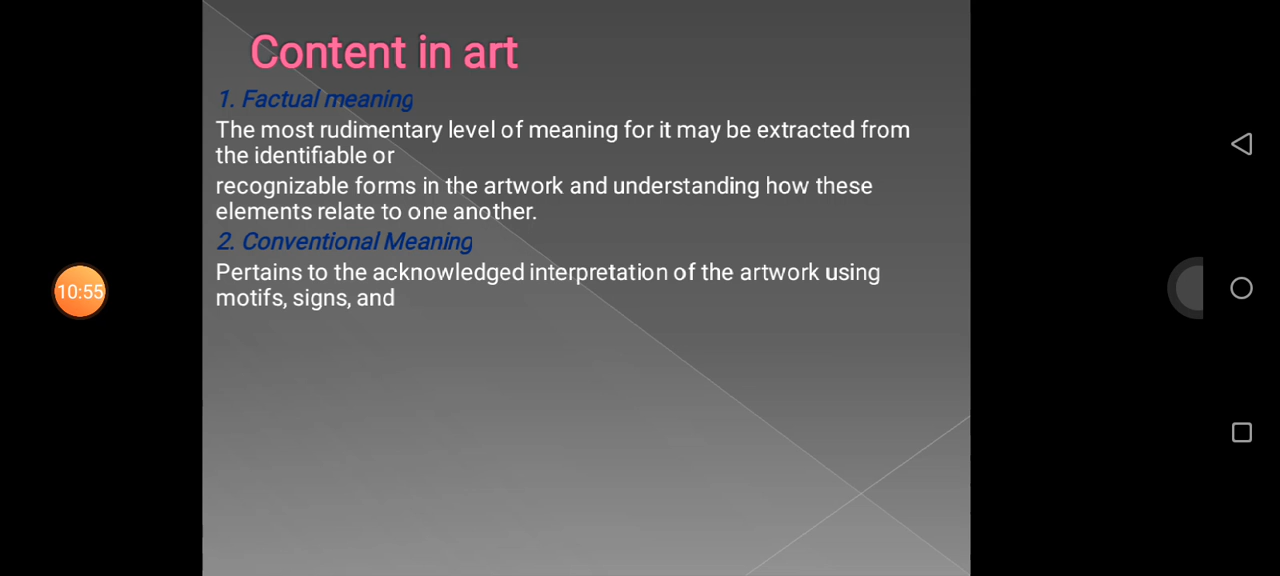 Content in art
1. Factual meaning
The most rudimentary level of meaning for it may be extracted from
the identifiable or
recognizable forms in the artwork and understanding how these
elements relate to one another.
2. Conventional Meaning
Pertains to the acknowledged interpretation of the artwork using
motifs, signs, and
10:55